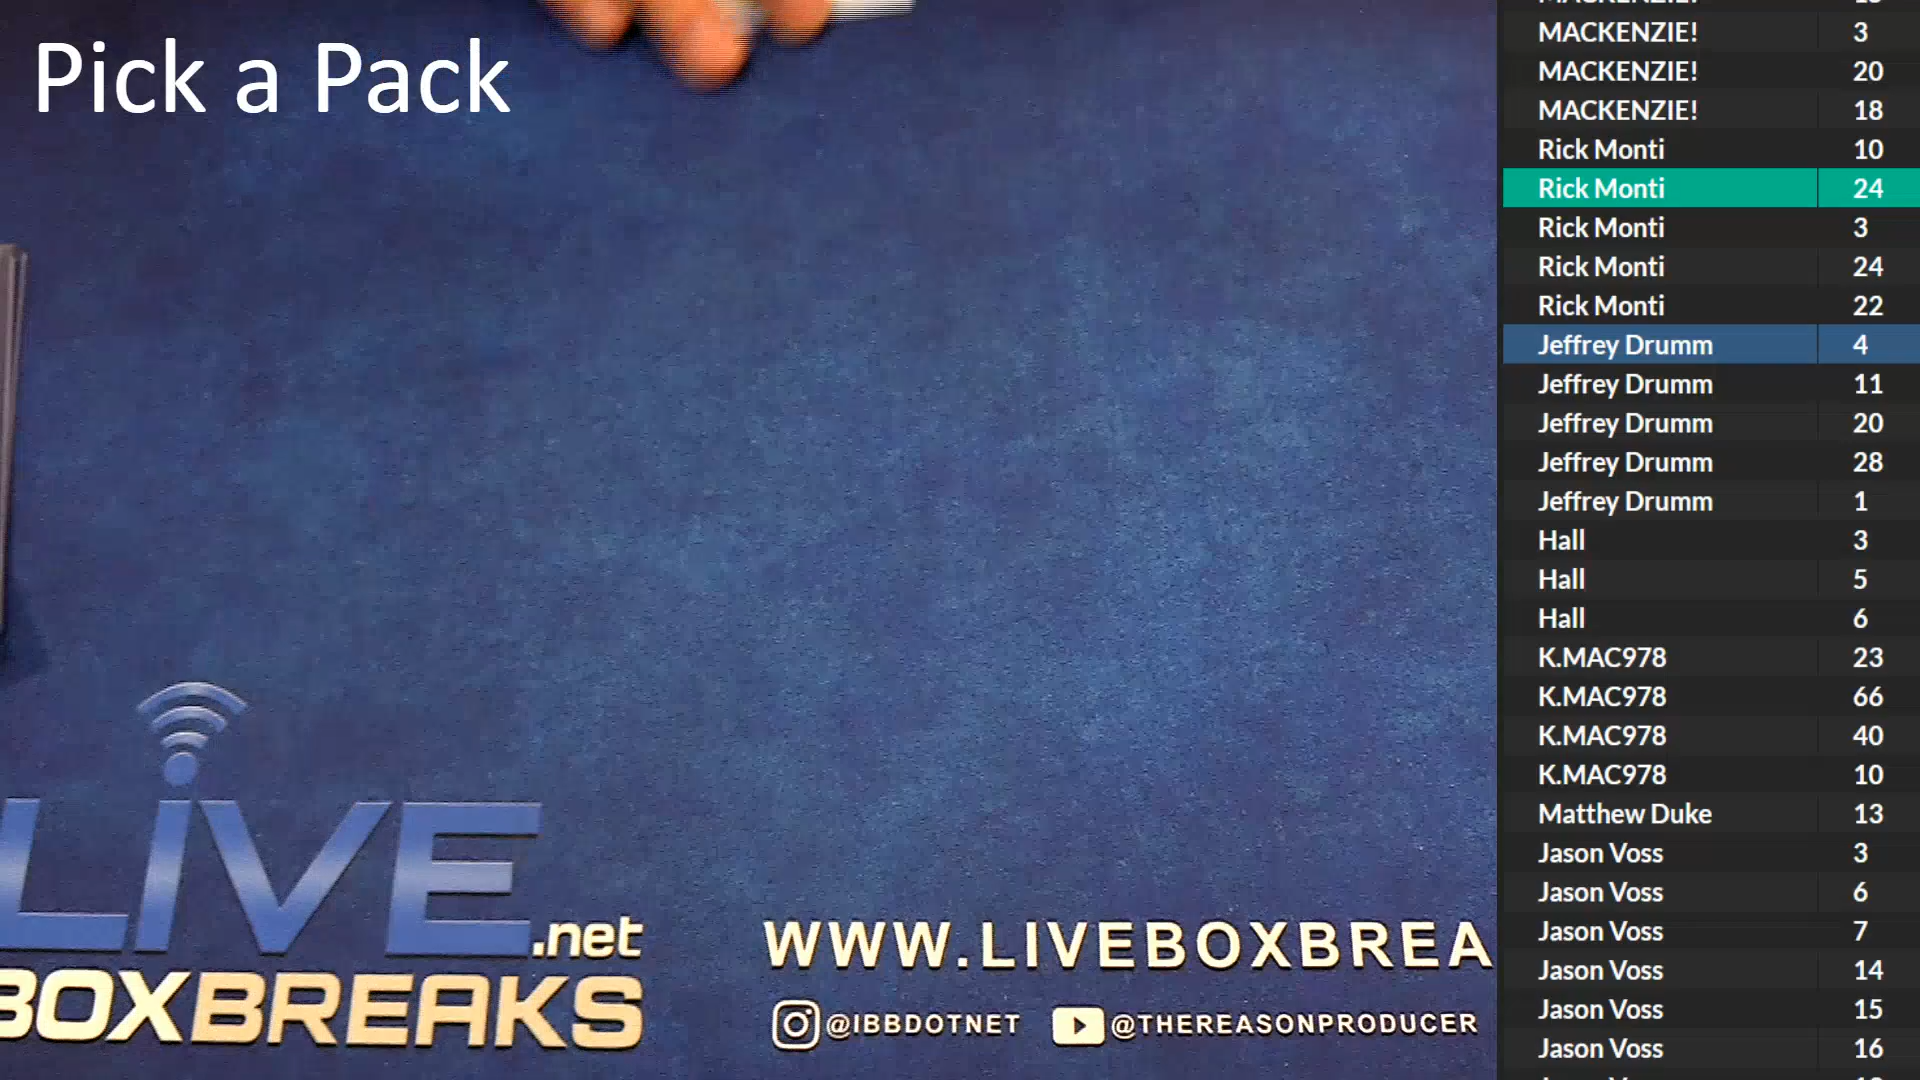 Pick a Pack
MACKENZIE! 3
MACKENZIE! 20
MACKENZIE! 18
Rick Monti 10
Rick Monti 24
Rick Monti 3
Rick Monti 24
Rick Monti 22
Jeffrey Drumm 4
Jeffrey Drumm 11
Jeffrey Drumm 20
Jeffrey Drumm 28
Jeffrey Drumm 1
Hall 3
Hall 5
Hall 6
K.MAC978 23
K.MAC978 66
K.MAC978 40
K.MAC978 10
Matthew Duke 13
Jason Voss 3
Jason Voss 6
Jason Voss 7
Jason Voss 14
Jason Voss 15
Jason Voss 16
LIVE.net
BOXBREAKS
WWW.LIVEBOXBREA
@IBBDOTNET @THEREASONPRODUCER